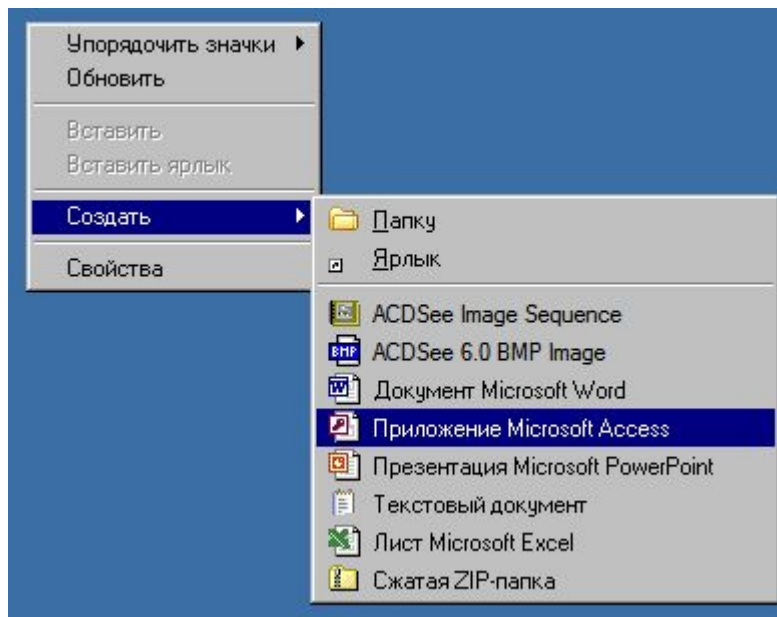 Упорядочить значки
Обновить
Вставить
Вставить ярлык
Создать
Свойства
Папку
Ярлык
ACDSee Image Sequence
BMP
ACDSee 6.0 BMP Image
Документ Microsoft Word
Приложение Microsoft Access
Презентация Microsoft PowerPoint
Текстовый документ
Лист Microsoft Excel
Сжатая ZIP-папка